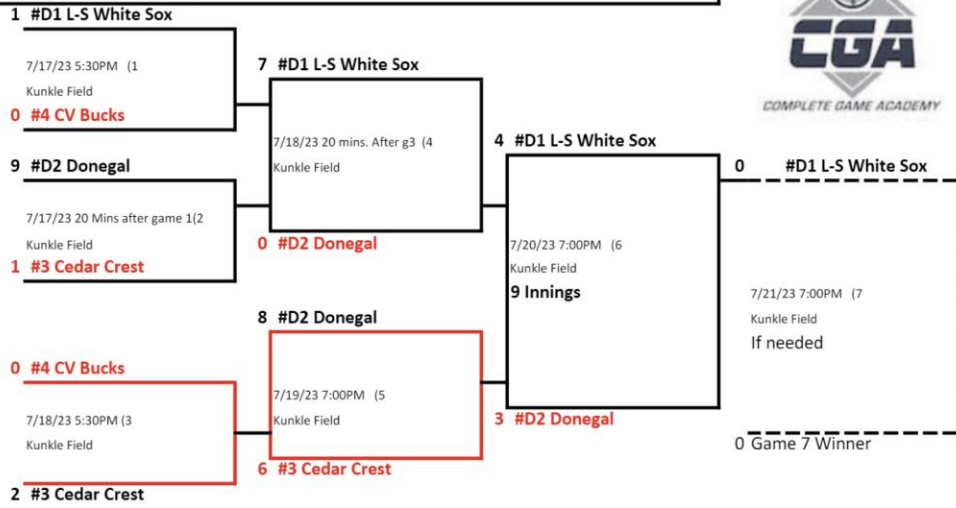 1 #D1 L-S White Sox
7/17/23 5:30PM (1
Kunkle Field
0 #4 CV Bucks
9 #D2 Donegal
7/17/23 20 Mins after game 1(2
Kunkle Field
1 #3 Cedar Crest
0 #4 CV Bucks
7/18/23 5:30PM (3
Kunkle Field
2 #3 Cedar Crest
7 #D1 L-S White Sox
7/18/23 20 mins. After g3 (4
Kunkle Field
0 #D2 Donegal
8 #D2 Donegal
7/19/23 7:00PM (5
Kunkle Field
6 #3 Cedar Crest
4 #D1 L-S White Sox
7/20/23 7:00PM (6
Kunkle Field
9 Innings
3 #D2 Donegal
CGA
COMPLETE GAME ACADEMY
0 #D1 L-S White Sox
7/21/23 7:00PM (7
Kunkle Field
If needed
0 Game 7 Winner